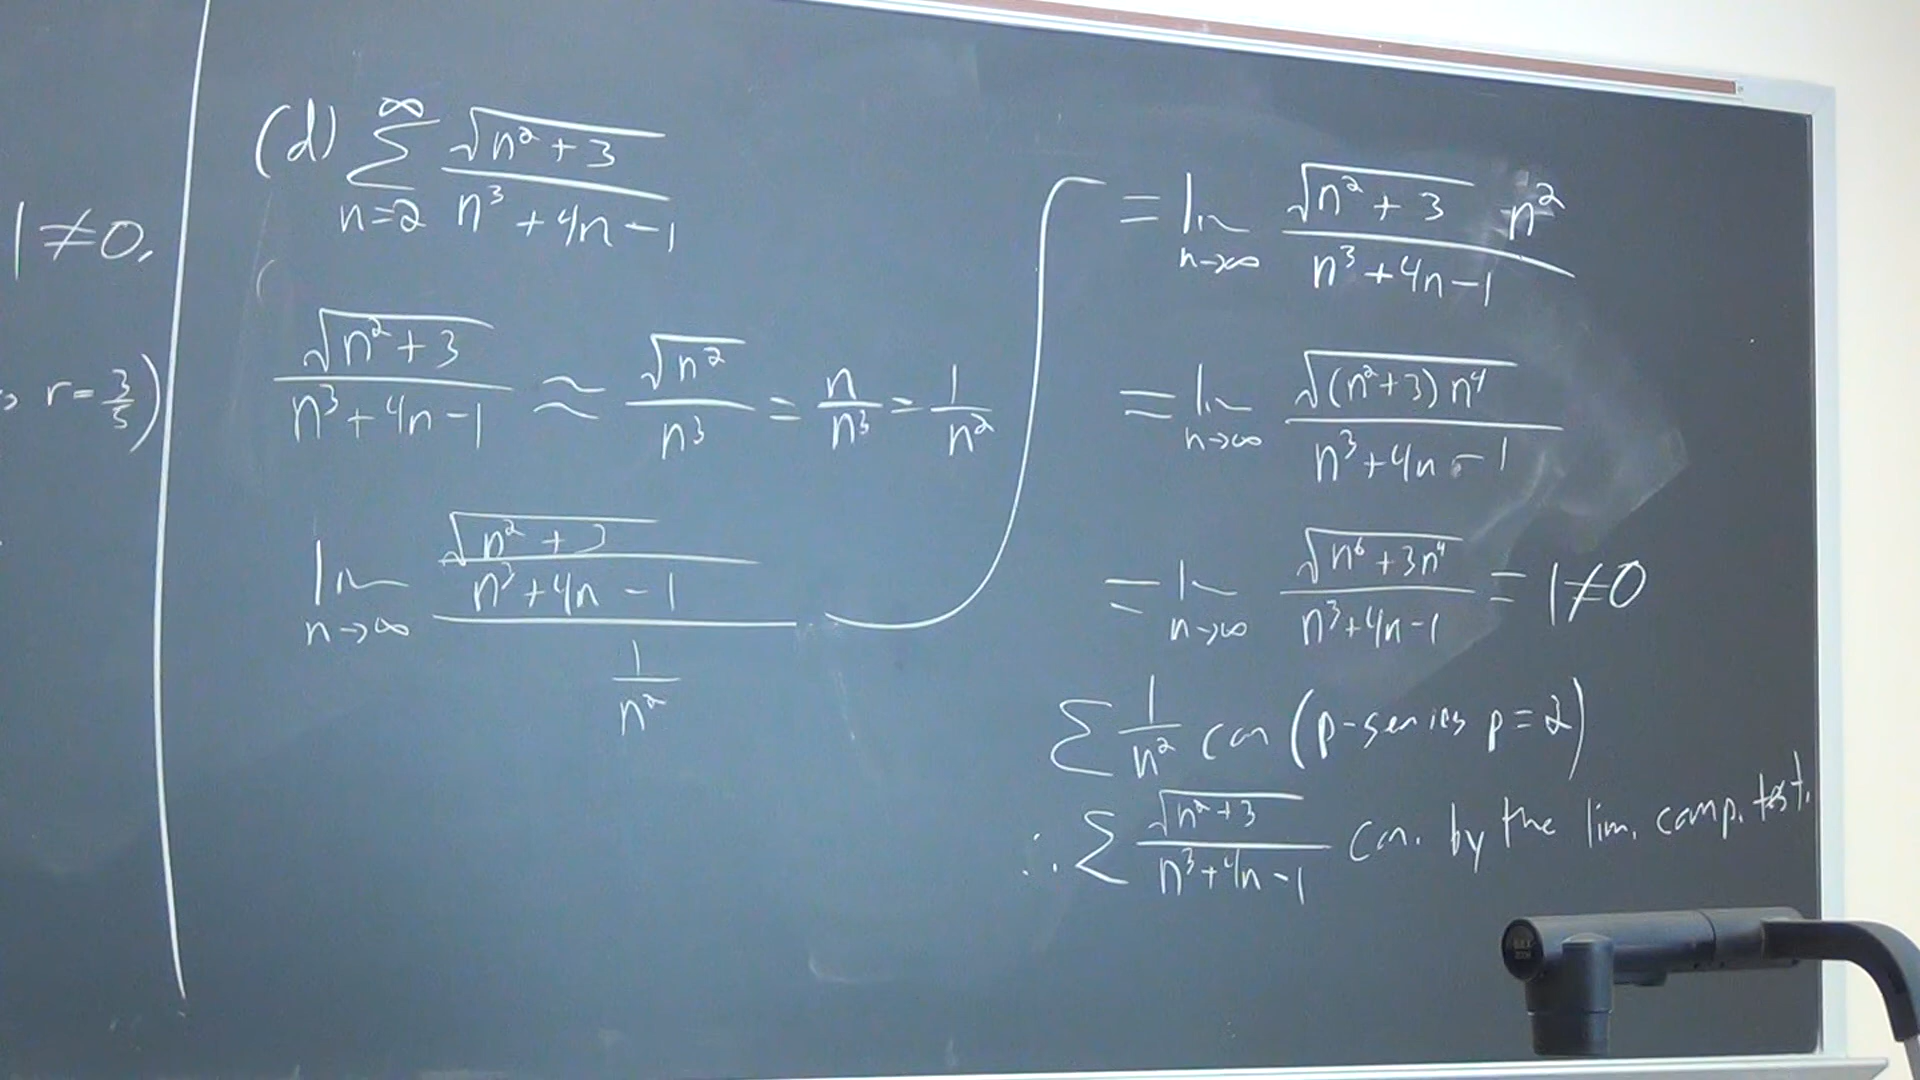 1 ≠ 0,
r = 3/5)
(d) ∑_{n=2}^{∞} √(n² + 3) / (n³ + 4n − 1)
√(n² + 3) / (n³ + 4n − 1) ≈ √(n²) / n³ = n / n³ = 1 / n²
lim_{n→∞} (√(n² + 3) / (n³ + 4n − 1)) / (1 / n²)
= lim_{n→∞} √(n² + 3) n² / (n³ + 4n − 1)
= lim_{n→∞} √((n² + 3) n⁴) / (n³ + 4n − 1)
= lim_{n→∞} √(n⁶ + 3n⁴) / (n³ + 4n − 1) = 1 ≠ 0
∑ 1 / n² con (p-series p = 2)
∴ ∑ √(n² + 3) / (n³ + 4n − 1) con. by the lim. comp. test.